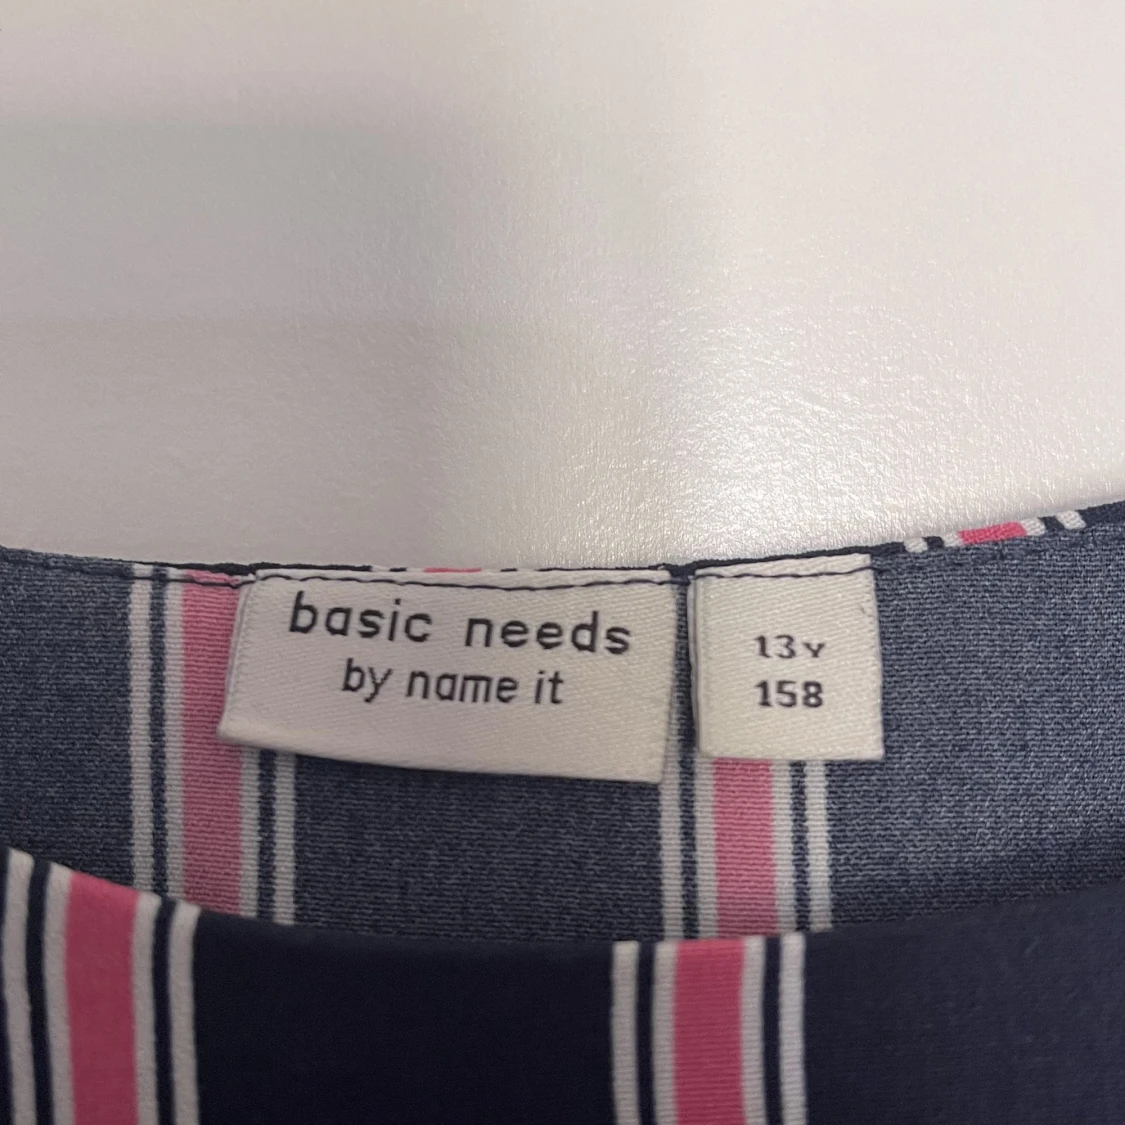 basic needs
by name it
13Y
158